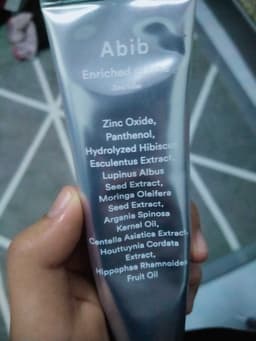 Abib
Enriched
Zinc Oxide,
Panthenol,
Hydrolyzed Hibiscus
Esculentus Extract,
Lupinus Albus
Seed Extract,
Moringa Oleifera
Seed Extract,
Argania Spinosa
Kernel Oil,
Centella Asiatica Extract,
Houttuynia Cordata
Extract,
Hippophae Rhamnoides
Fruit Oil